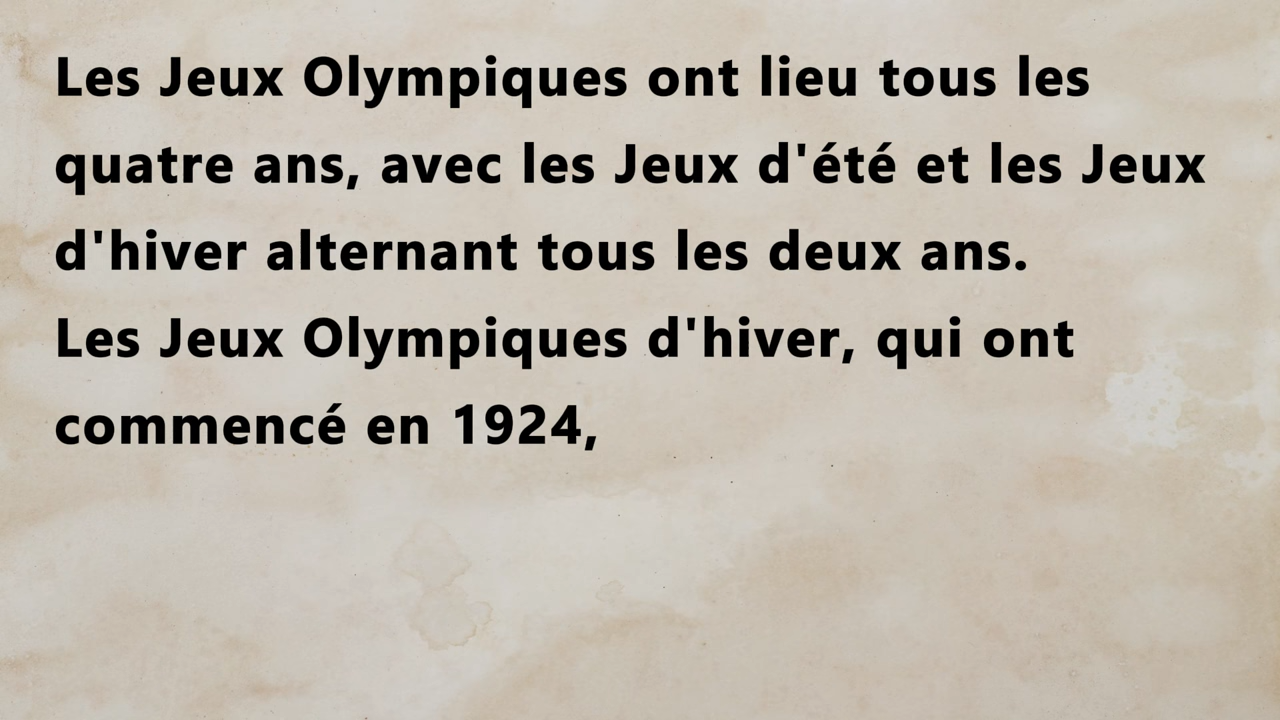 Les Jeux Olympiques ont lieu tous les
quatre ans, avec les Jeux d'été et les Jeux
d'hiver alternant tous les deux ans.
Les Jeux Olympiques d'hiver, qui ont
commencé en 1924,